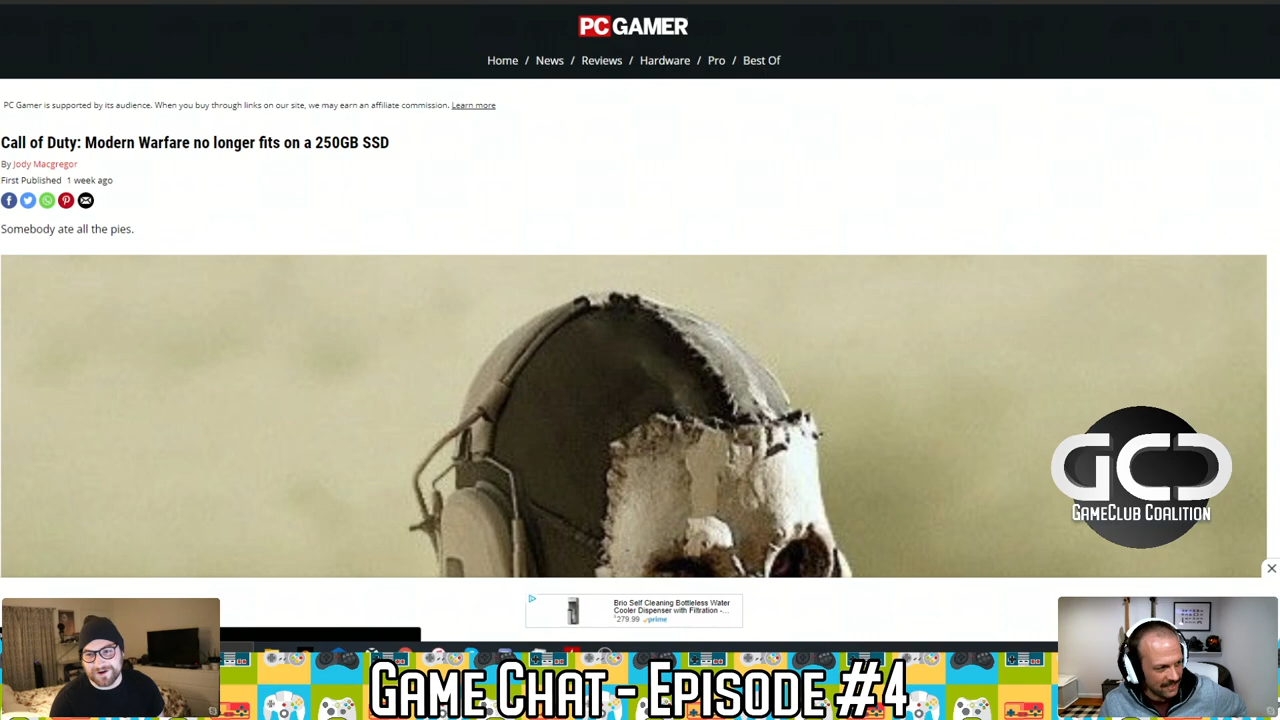 PC GAMER
Home / News / Reviews / Hardware / Pro / Best Of
PC Gamer is supported by its audience. When you buy through links on our site, we may earn an affiliate commission. Learn more
Call of Duty: Modern Warfare no longer fits on a 250GB SSD
By Jody Macgregor
First Published 1 week ago
Somebody ate all the pies.
GCC
GAMECLUB COALITION
Brio Self Cleaning Bottleless Water
Cooler Dispenser with Filtration -...
$279.99 prime
GAME CHAT - EPISODE #4